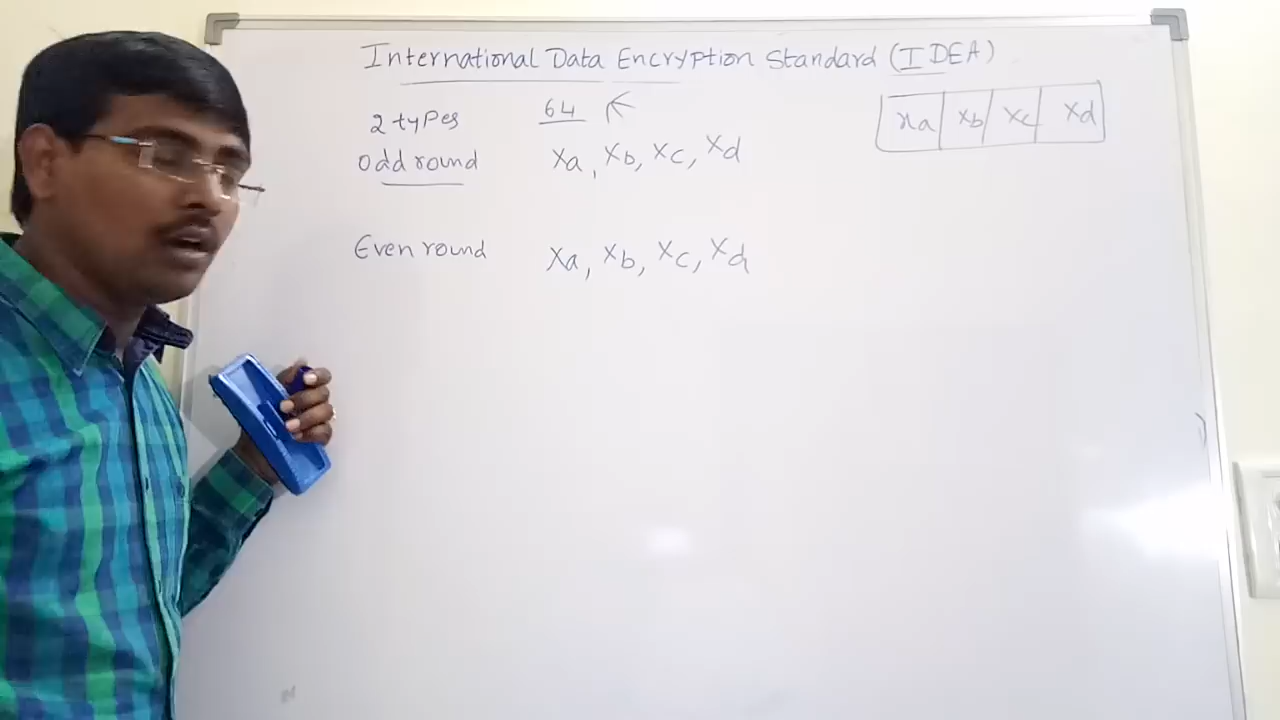 International Data Encryption Standard (IDEA)
2 types 64
Odd round Xa, Xb, Xc, Xd
Even round Xa, Xb, Xc, Xd
xa Xb Xc Xd